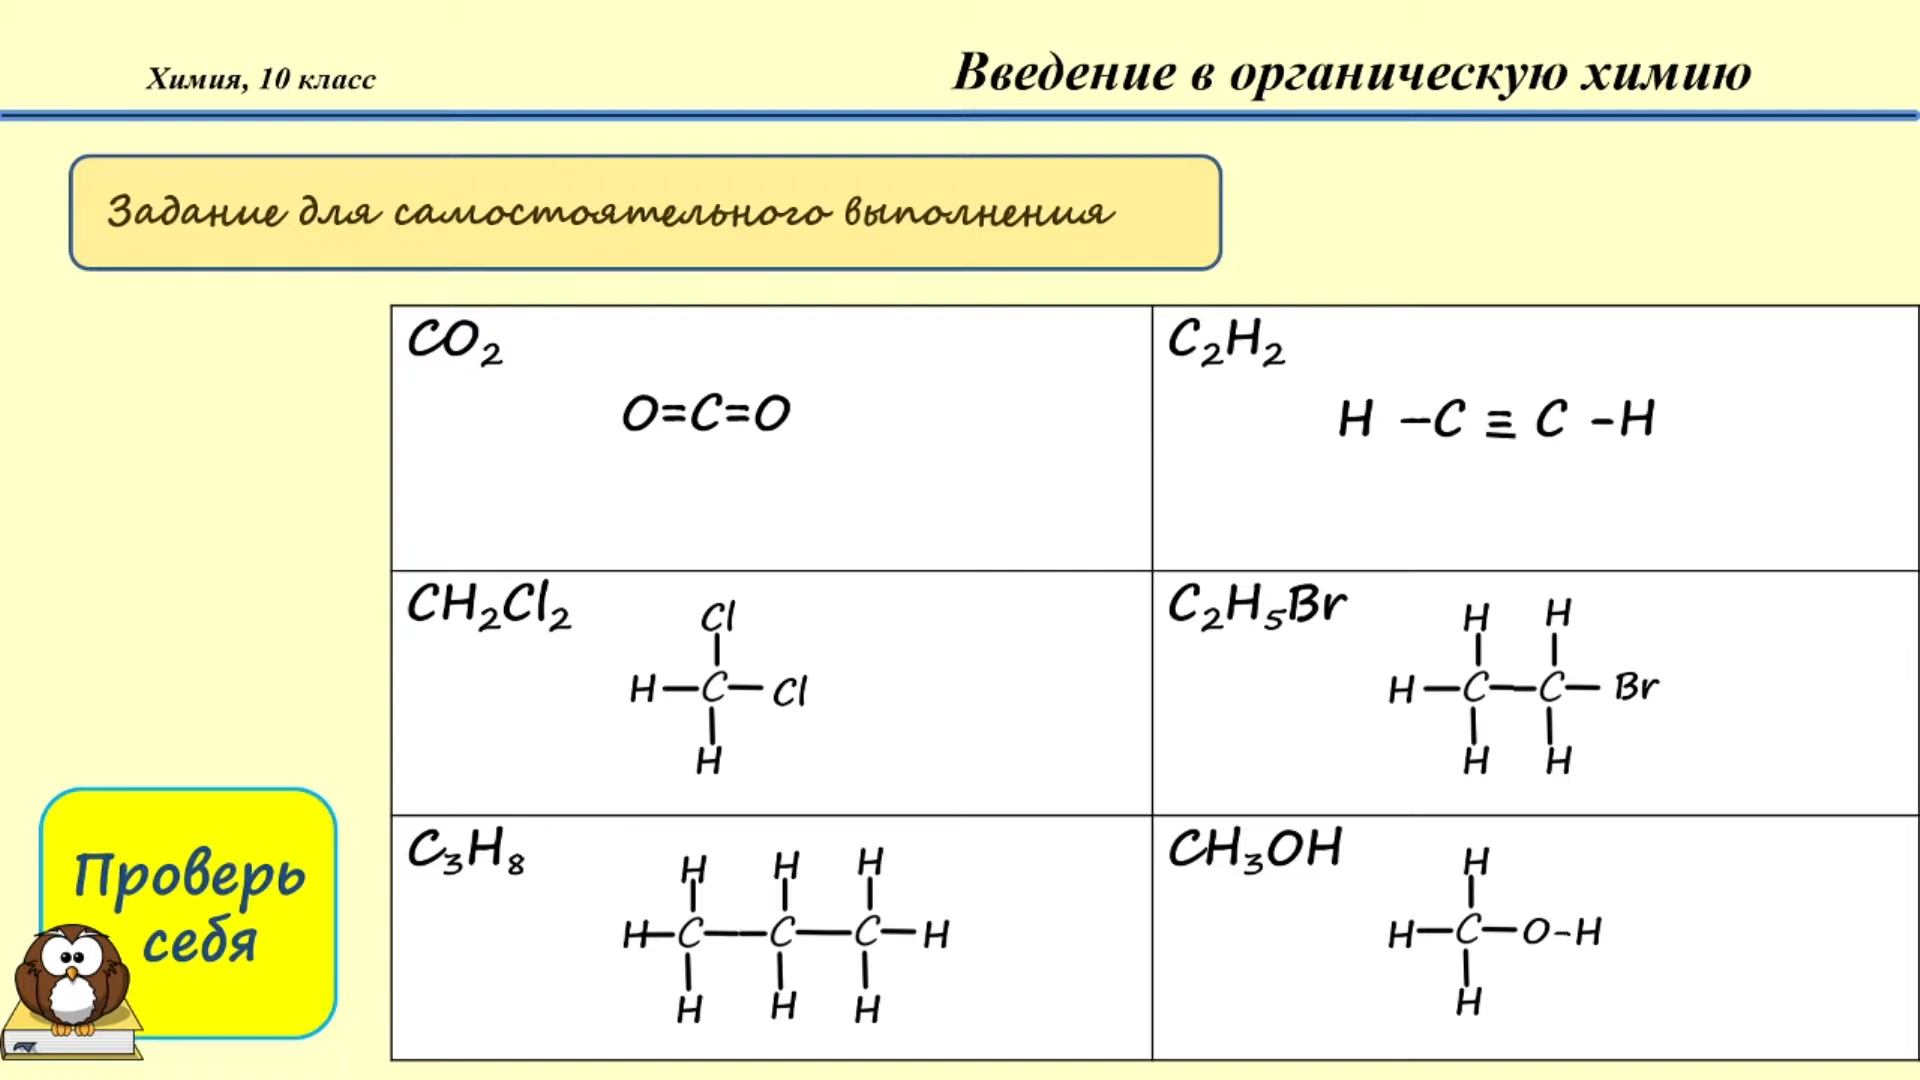 Химия, 10 класс
Введение в органическую химию
Задание для самостоятельного выполнения
CO₂
O=C=O
C₂H₂
H –C ≡ C -H
CH₂Cl₂
Cl
H—C—Cl
H
C₂H₅Br
H H
H—C—C—Br
H H
C₃H₈
H H H
H—C—C—C—H
H H H
CH₃OH
H
H—C—O-H
H
Проверь
себя